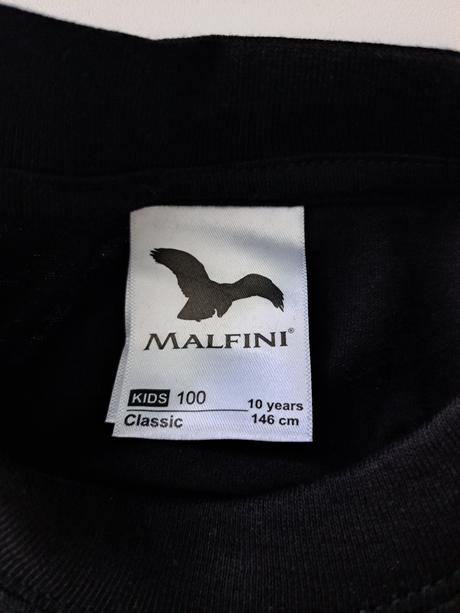 MALFINI®
KIDS 100 10 years
Classic 146 cm